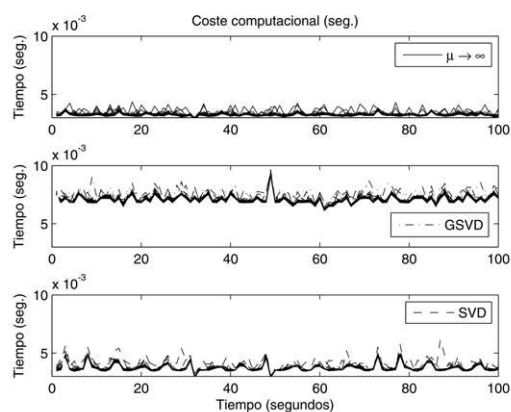 Coste computacional (seg.)
x 10⁻³
10
5
Tiempo (seg.)
μ → ∞
0 20 40 60 80 100
x 10⁻³
10
5
Tiempo (seg.)
GSVD
0 20 40 60 80 100
x 10⁻³
10
5
Tiempo (seg.)
SVD
0 20 40 60 80 100
Tiempo (segundos)